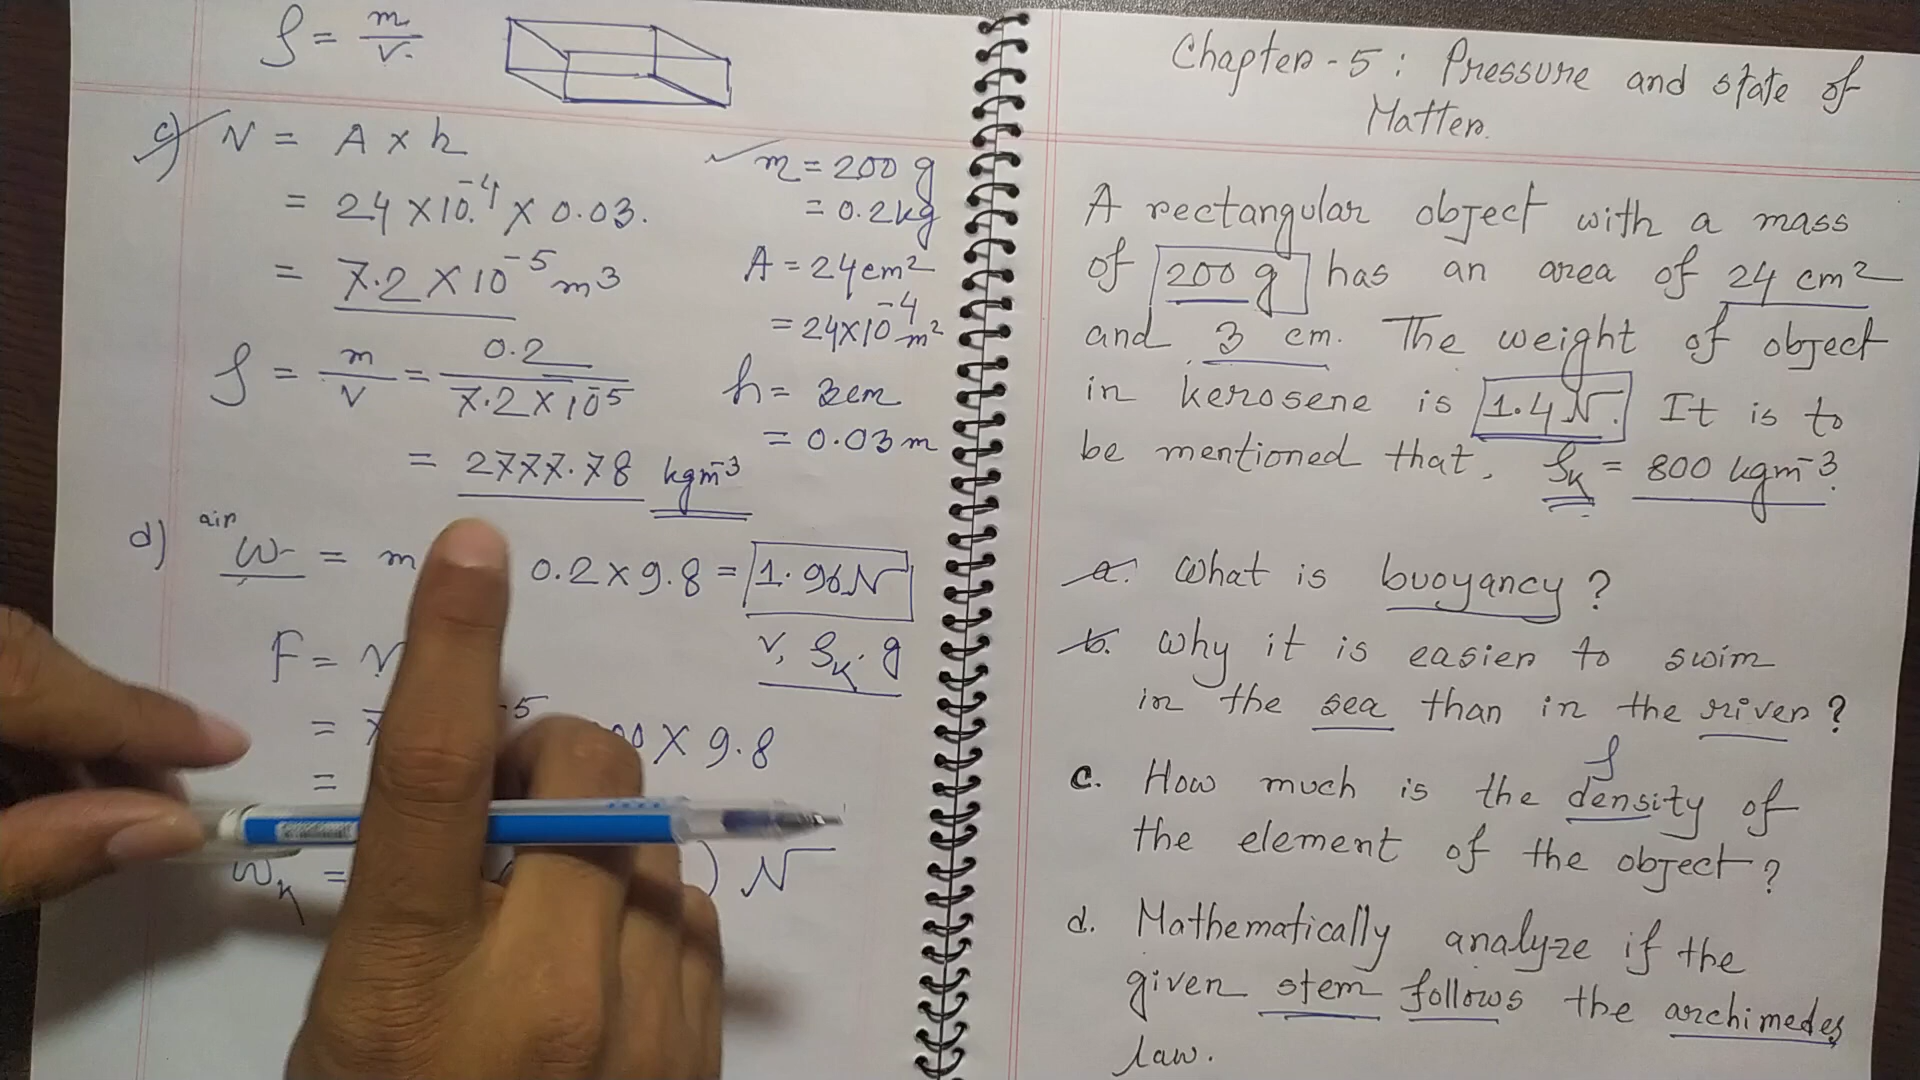 ρ = m/v.
c) V = A × h
= 24 × 10⁻⁴ × 0.03.
= 7.2 × 10⁻⁵ m³
m = 200 g
= 0.2 kg
A = 24 cm²
= 24×10⁻⁴ m²
h = 3 cm
= 0.03 m
ρ = m/v = 0.2/7.2 × 10⁻⁵
= 2777.78 kgm⁻³
d) air W = m 0.2 × 9.8 = 1.96 N
F = V v, ρₖ. g
= 7 ⁻⁵ 00 × 9.8
=
Wₖ = ) N
Chapter - 5 : Pressure and state of
Matter.
A rectangular object with a mass
of 200 g has an area of 24 cm²
and 3 cm. The weight of object
in kerosene is 1.4 N. It is to
be mentioned that, ρₖ = 800 kgm⁻³.
a. What is buoyancy ?
b. Why it is easier to swim
in the sea than in the river ?
ρ
c. How much is the density of
the element of the object ?
d. Mathematically analyze if the
given stem follows the archimedes
law.